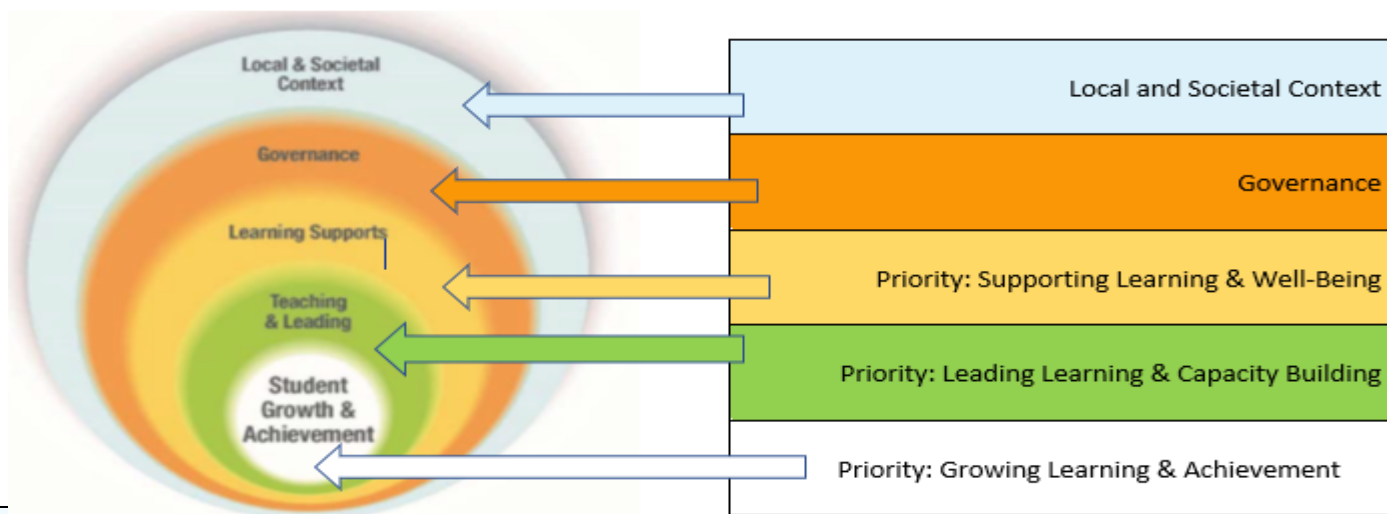 Local & Societal
Context
Governance
Learning Supports
Teaching
& Leading
Student
Growth &
Achievement
Local and Societal Context
Governance
Priority: Supporting Learning & Well-Being
Priority: Leading Learning & Capacity Building
Priority: Growing Learning & Achievement